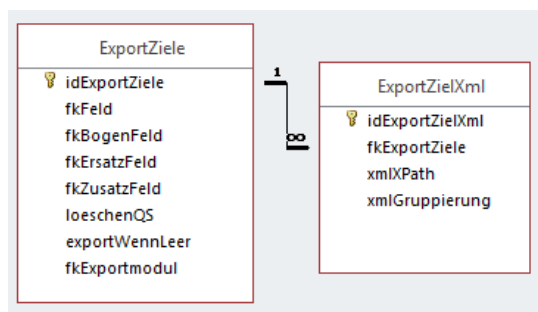 ExportZiele
idExportZiele
fkFeld
fkBogenFeld
fkErsatzFeld
fkZusatzFeld
loeschenQS
exportWennLeer
fkExportmodul
1
∞
ExportZielXml
idExportZielXml
fkExportZiele
xmlXPath
xmlGruppierung